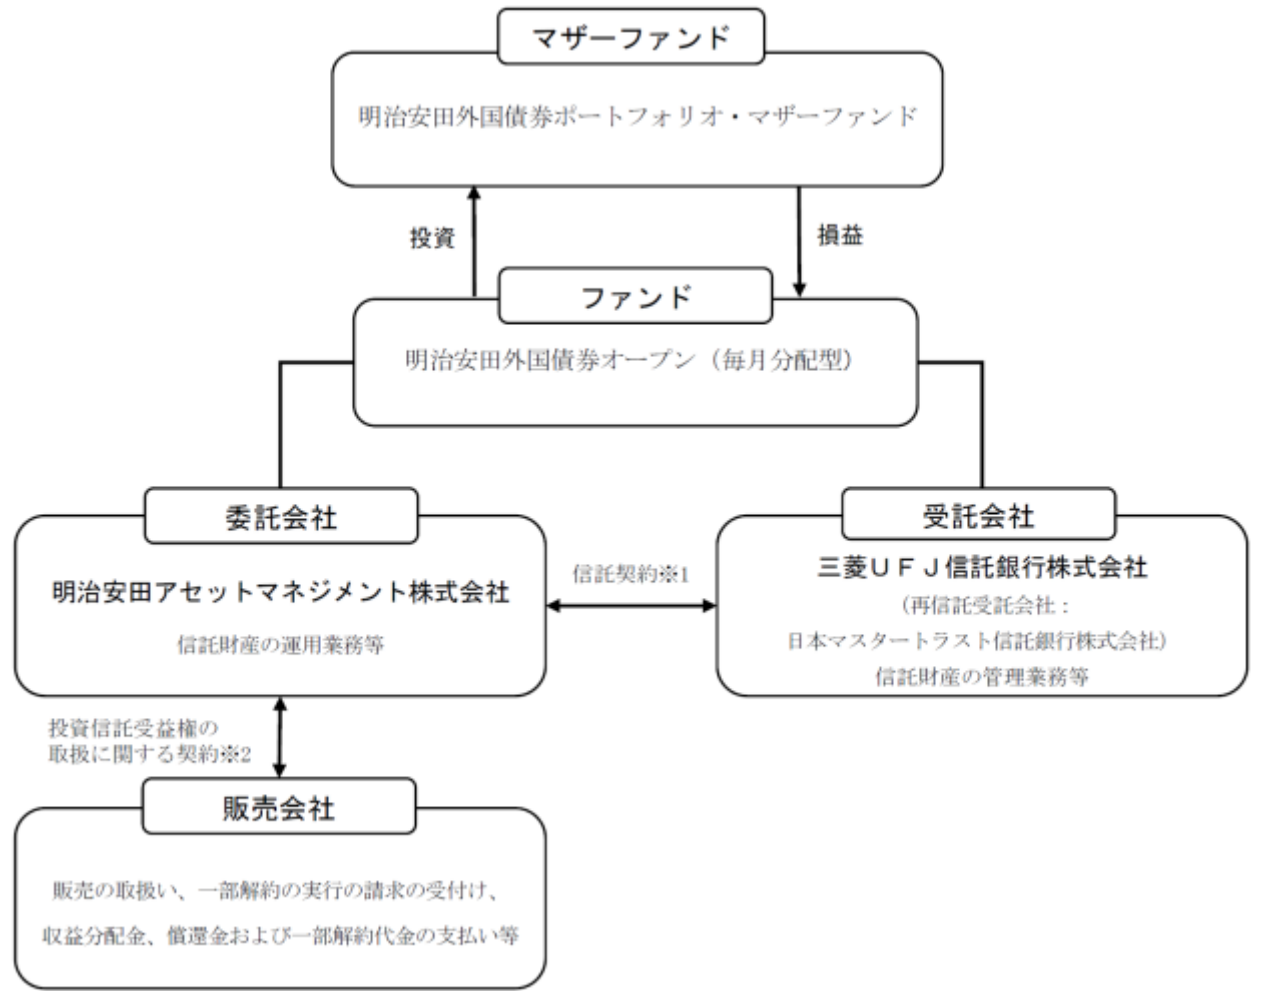 マザーファンド
明治安田外国債券ポートフォリオ・マザーファンド
投資
損益
ファンド
明治安田外国債券オープン（毎月分配型）
委託会社
明治安田アセットマネジメント株式会社
信託財産の運用業務等
信託契約※1
受託会社
三菱ＵＦＪ信託銀行株式会社
（再信託受託会社：
日本マスタートラスト信託銀行株式会社）
信託財産の管理業務等
投資信託受益権の
取扱に関する契約※2
販売会社
販売の取扱い、一部解約の実行の請求の受付け、
収益分配金、償還金および一部解約代金の支払い等